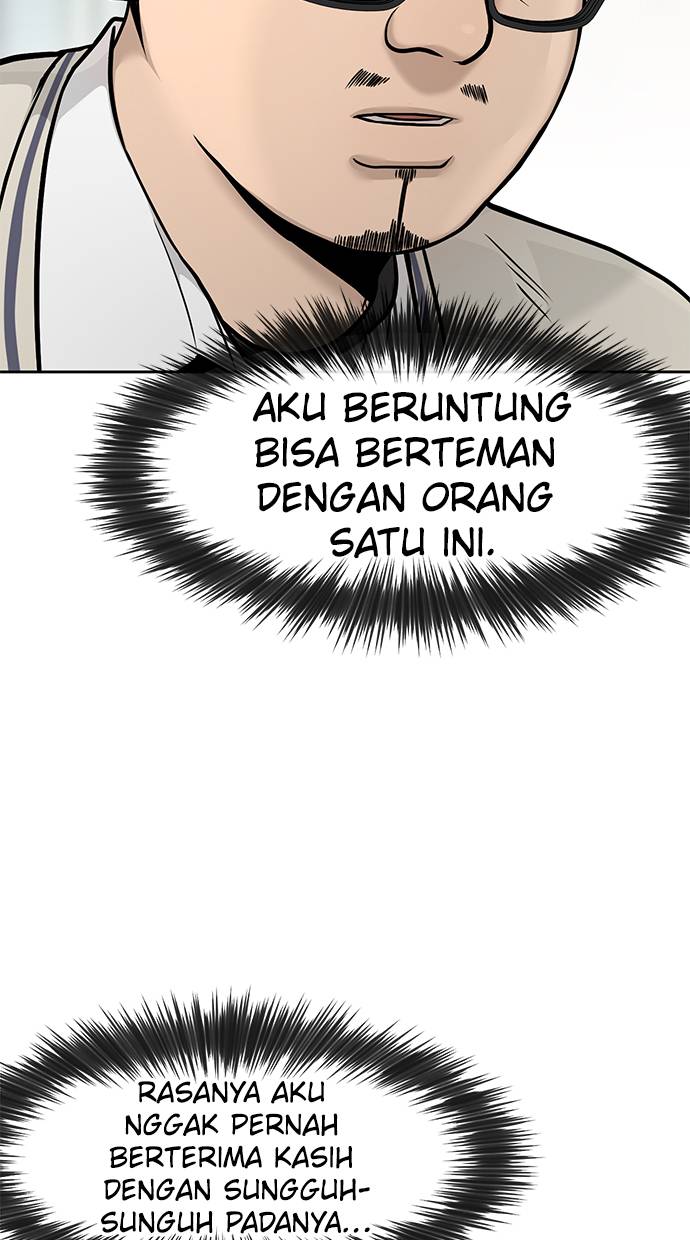 AKU BERUNTUNG
BISA BERTEMAN
DENGAN ORANG
SATU INI.
RASANYA AKU
NGGAK PERNAH
BERTERIMA KASIH
DENGAN SUNGGUH-
SUNGUH PADANYA...